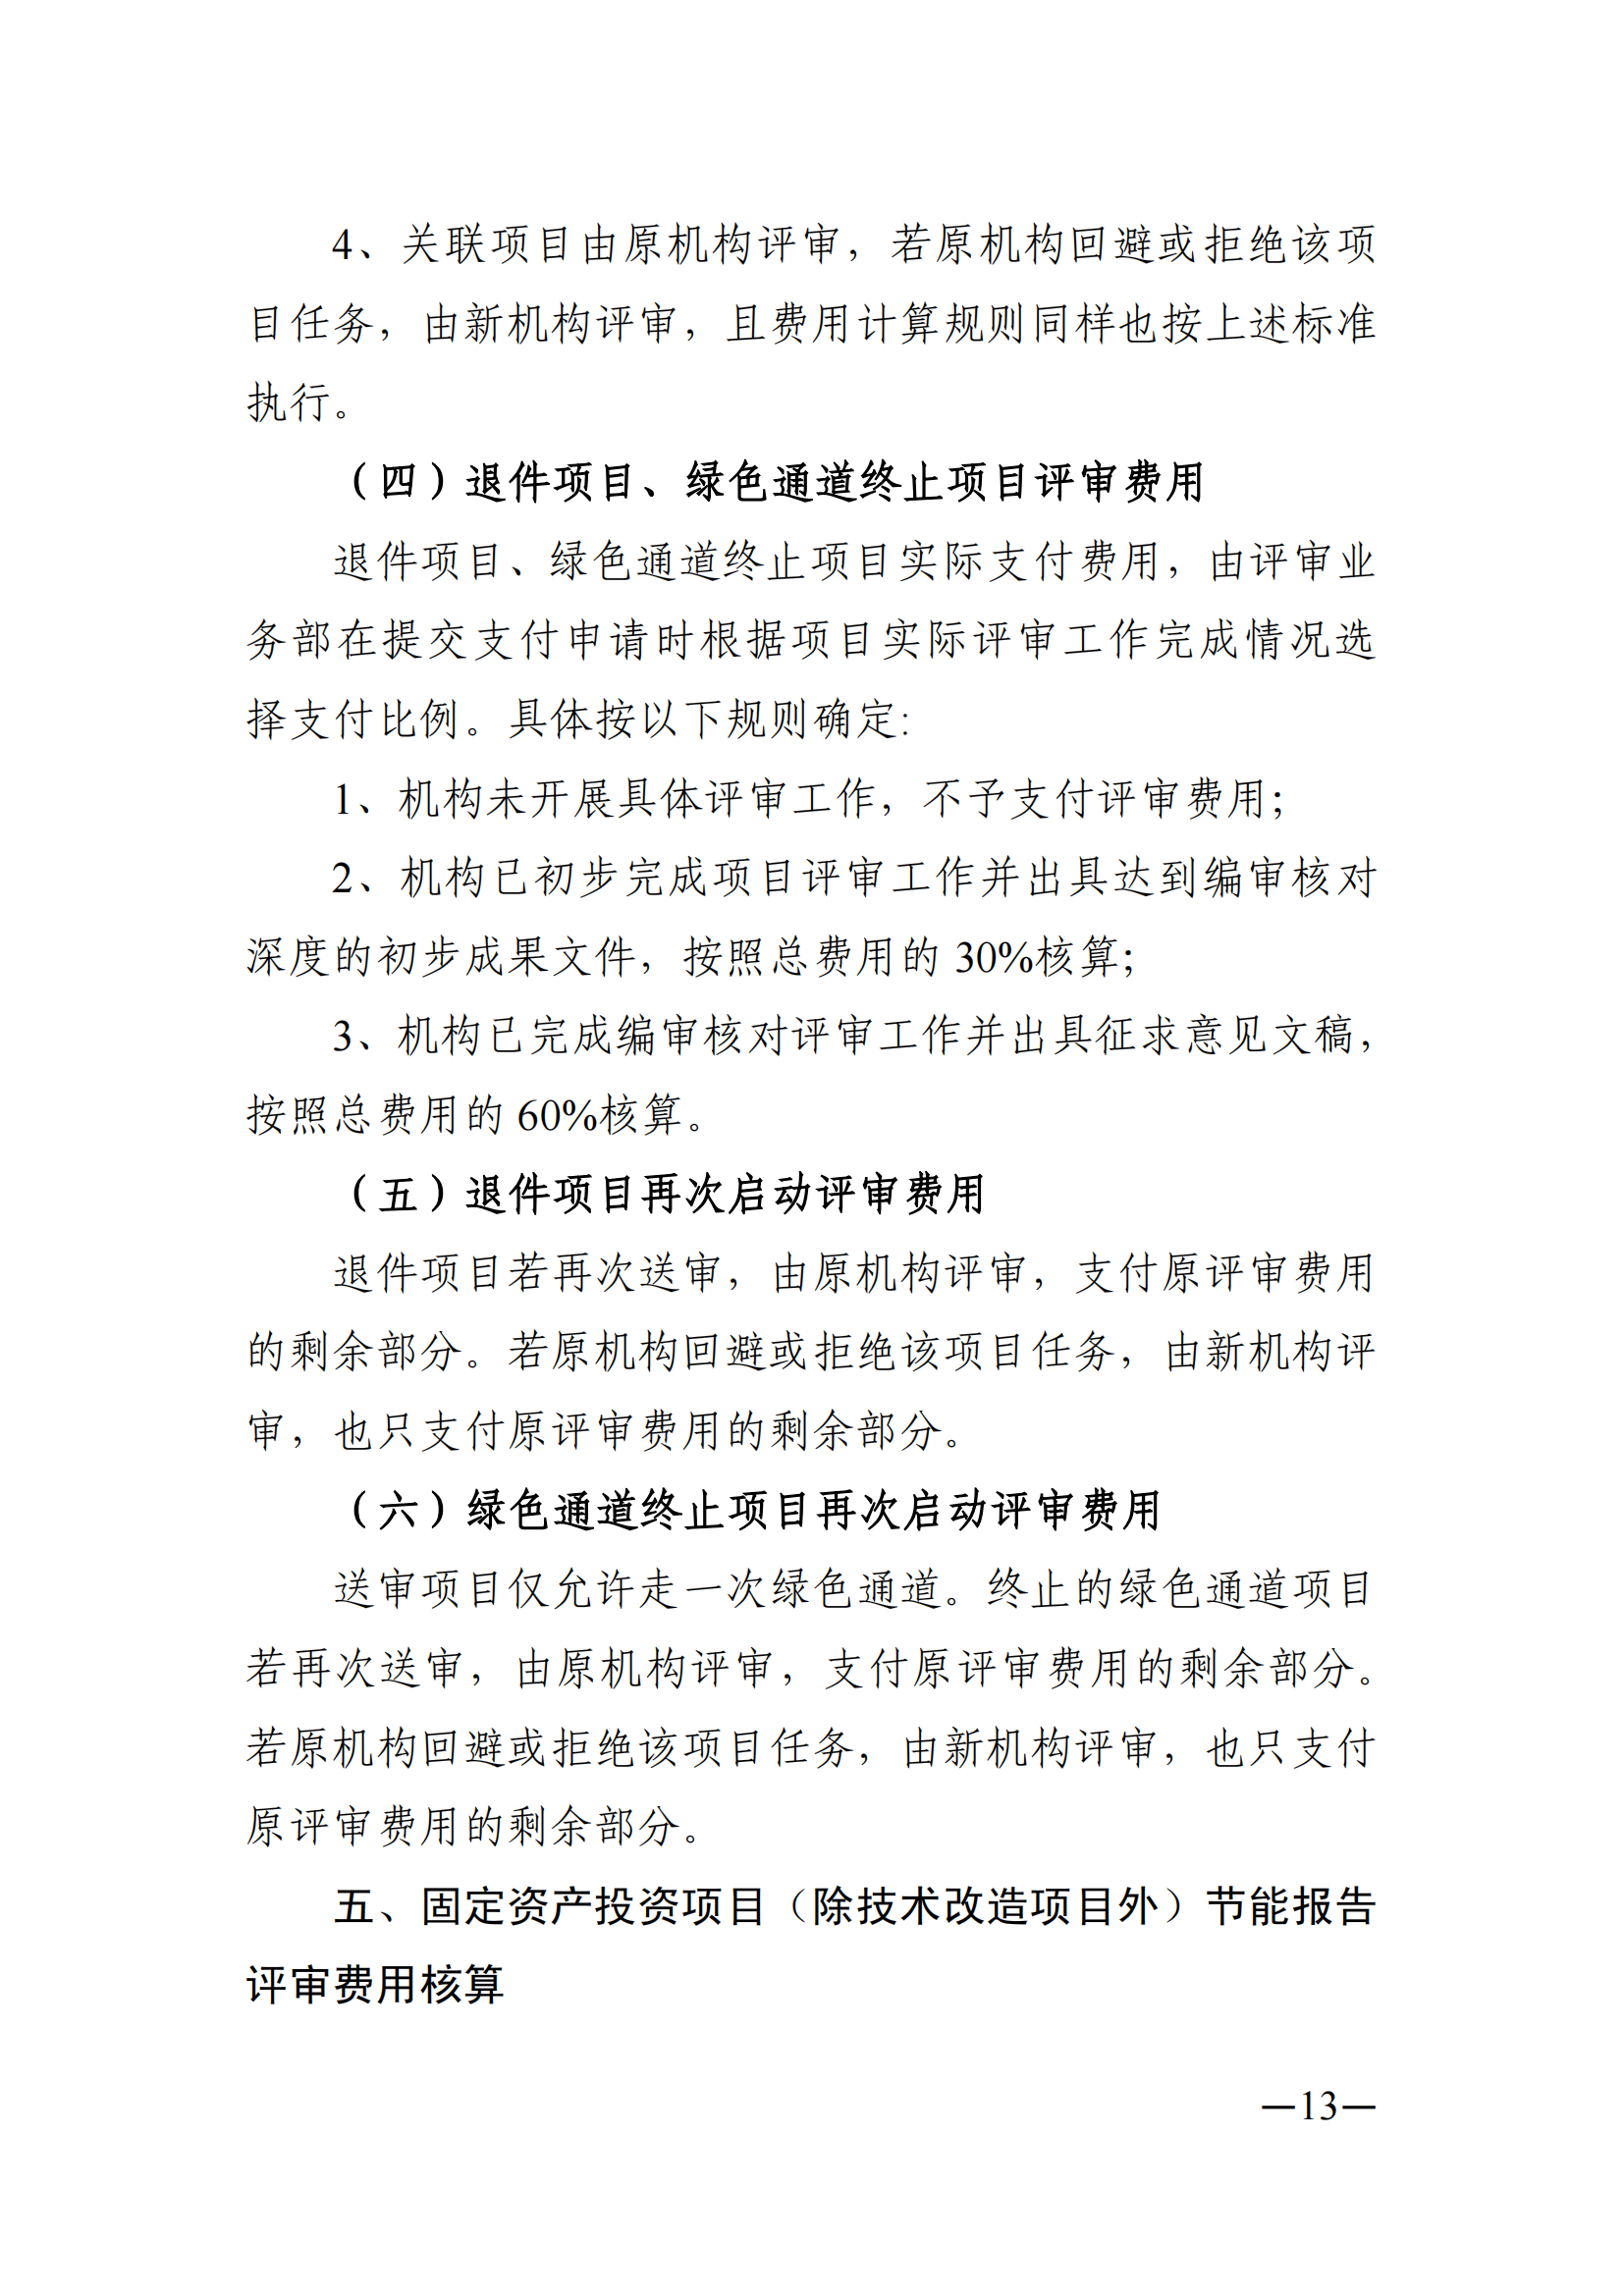 4、关联项目由原机构评审，若原机构回避或拒绝该项
目任务，由新机构评审，且费用计算规则同样也按上述标准
执行。
（四）退件项目、绿色通道终止项目评审费用
退件项目、绿色通道终止项目实际支付费用，由评审业
务部在提交支付申请时根据项目实际评审工作完成情况选
择支付比例。具体按以下规则确定：
1、机构未开展具体评审工作，不予支付评审费用；
2、机构已初步完成项目评审工作并出具达到编审核对
深度的初步成果文件，按照总费用的 30%核算；
3、机构已完成编审核对评审工作并出具征求意见文稿，
按照总费用的 60%核算。
（五）退件项目再次启动评审费用
退件项目若再次送审，由原机构评审，支付原评审费用
的剩余部分。若原机构回避或拒绝该项目任务，由新机构评
审，也只支付原评审费用的剩余部分。
（六）绿色通道终止项目再次启动评审费用
送审项目仅允许走一次绿色通道。终止的绿色通道项目
若再次送审，由原机构评审，支付原评审费用的剩余部分。
若原机构回避或拒绝该项目任务，由新机构评审，也只支付
原评审费用的剩余部分。
五、固定资产投资项目（除技术改造项目外）节能报告
评审费用核算
—13—